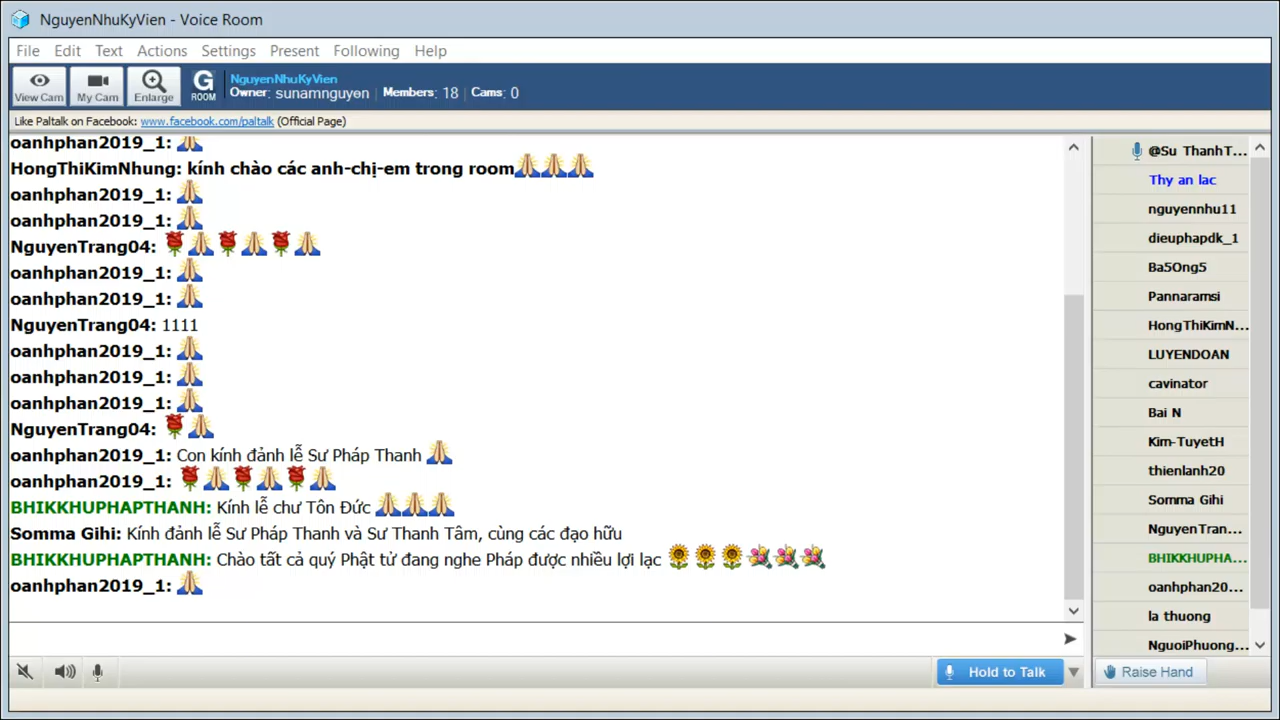 NguyenNhuKyVien - Voice Room
File Edit Text Actions Settings Present Following Help
View Cam
My Cam
Enlarge
G ROOM
NguyenNhuKyVien
Owner: sunamnguyen | Members: 18 | Cams: 0
Like Paltalk on Facebook: www.facebook.com/paltalk (Official Page)
oanhphan2019_1: 🙏
HongThiKimNhung: kính chào các anh-chị-em trong room🙏🙏🙏
oanhphan2019_1: 🙏
oanhphan2019_1: 🙏
NguyenTrang04: 🌹🙏🌹🙏🌹🙏
oanhphan2019_1: 🙏
oanhphan2019_1: 🙏
NguyenTrang04: 1111
oanhphan2019_1: 🙏
oanhphan2019_1: 🙏
oanhphan2019_1: 🙏
NguyenTrang04: 🌹🙏
oanhphan2019_1: Con kính đảnh lễ Sư Pháp Thanh 🙏
oanhphan2019_1: 🌹🙏🌹🙏🌹🙏
BHIKKHUPHAPTHANH: Kính lễ chư Tôn Đức 🙏🙏🙏
Somma Gihi: Kính đảnh lễ Sư Pháp Thanh và Sư Thanh Tâm, cùng các đạo hữu
BHIKKHUPHAPTHANH: Chào tất cả quý Phật tử đang nghe Pháp được nhiều lợi lạc 🌻🌻🌻💐💐💐
oanhphan2019_1: 🙏
@Su ThanhT...
Thy an lac
nguyennhu11
dieuphapdk_1
Ba5Ong5
Pannaramsi
HongThiKimN...
LUYENDOAN
cavinator
Bai N
Kim-TuyetH
thienlanh20
Somma Gihi
NguyenTran...
BHIKKHUPHA...
oanhphan20...
la thuong
NguoiPhuong...
Hold to Talk
Raise Hand